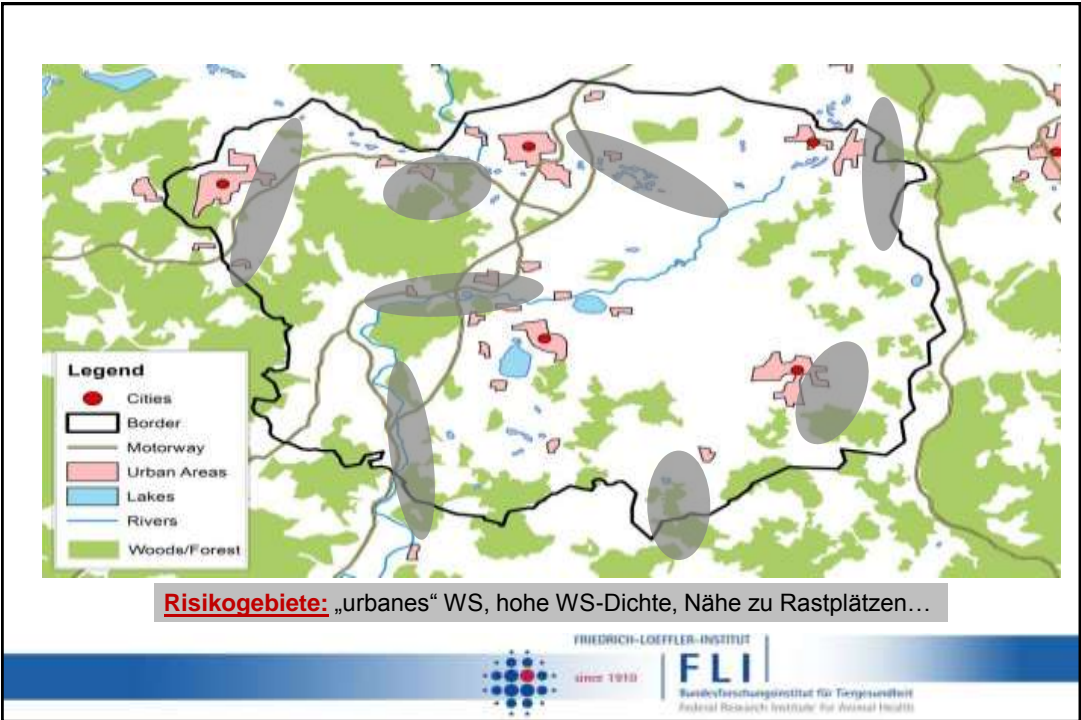 Legend
Cities
Border
Motorway
Urban Areas
Lakes
Rivers
Woods/Forest
Risikogebiete: „urbanes“ WS, hohe WS-Dichte, Nähe zu Rastplätzen…
FRIEDRICH-LOEFFLER-INSTITUT
since 1910
FLI
Bundesforschungsinstitut für Tiergesundheit
Federal Research Institute for Animal Health